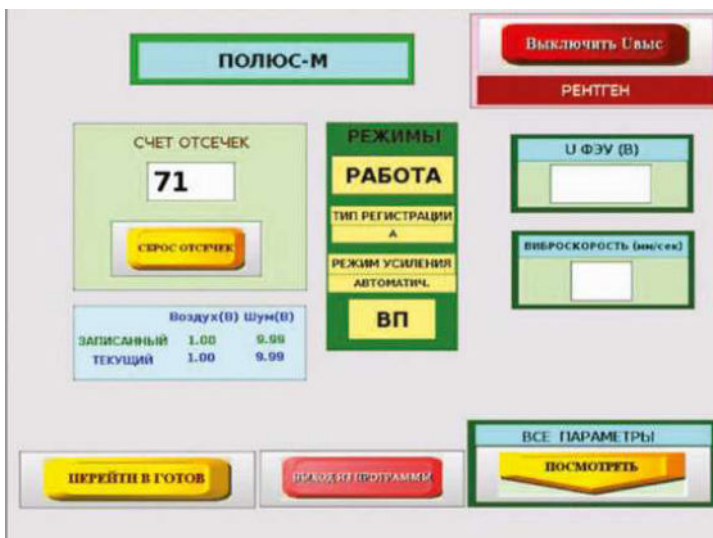 ПОЛЮС-М
Выключить Uвыс
РЕНТГЕН
СЧЕТ ОТСЕЧЕК
71
СБРОС ОТСЕЧЕК
РЕЖИМЫ
РАБОТА
ТИП РЕГИСТРАЦИИ
А
РЕЖИМ УСИЛЕНИЯ
АВТОМАТИЧ.
ВП
U ФЭУ (В)
ВИБРОСКОРОСТЬ (мм/сек)
Воздух(В) Шум(В)
ЗАПИСАННЫЙ 1.00 9.99
ТЕКУЩИЙ 1.00 9.99
ПЕРЕЙТИ В ГОТОВ
ВЫХОД ИЗ ПРОГРАММЫ
ВСЕ ПАРАМЕТРЫ
ПОСМОТРЕТЬ